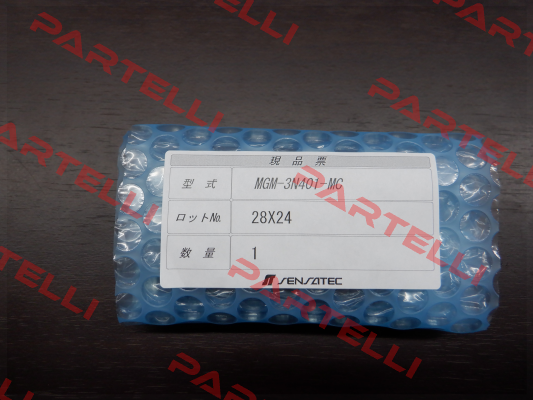 現品票
型式 MGM-3N401-MC
ロットNo. 28X24
数量 1
SENSATEC
PARTELLI
PARTELLI
PARTELLI
PARTELLI
PARTELLI
PARTELLI